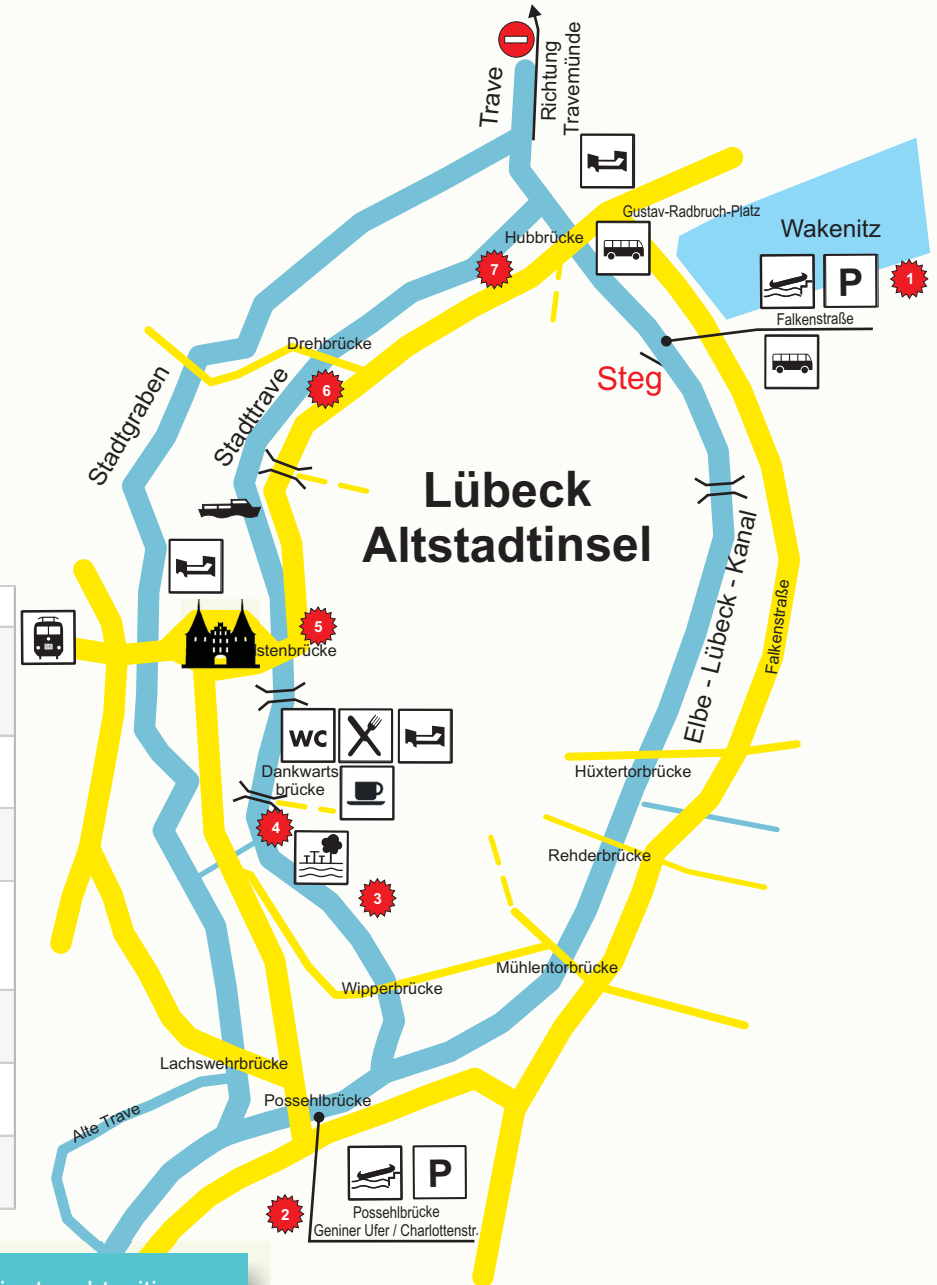 Trave
Richtung
Travemünde
Gustav-Radbruch-Platz
Wakenitz
Hubbrücke
7
P
1
Falkenstraße
Drehbrücke
Steg
6
Stadtgraben
Stadttrave
Lübeck
Altstadtinsel
Elbe - Lübeck - Kanal
Falkenstraße
5
stenbrücke
WC
Dankwarts
brücke
4
3
Hüxtertorbrücke
Rehderbrücke
Mühlentorbrücke
Wipperbrücke
Lachswehrbrücke
Possehlbrücke
Alte Trave
P
2
Possehlbrücke
Geniner Ufer / Charlottenstr.